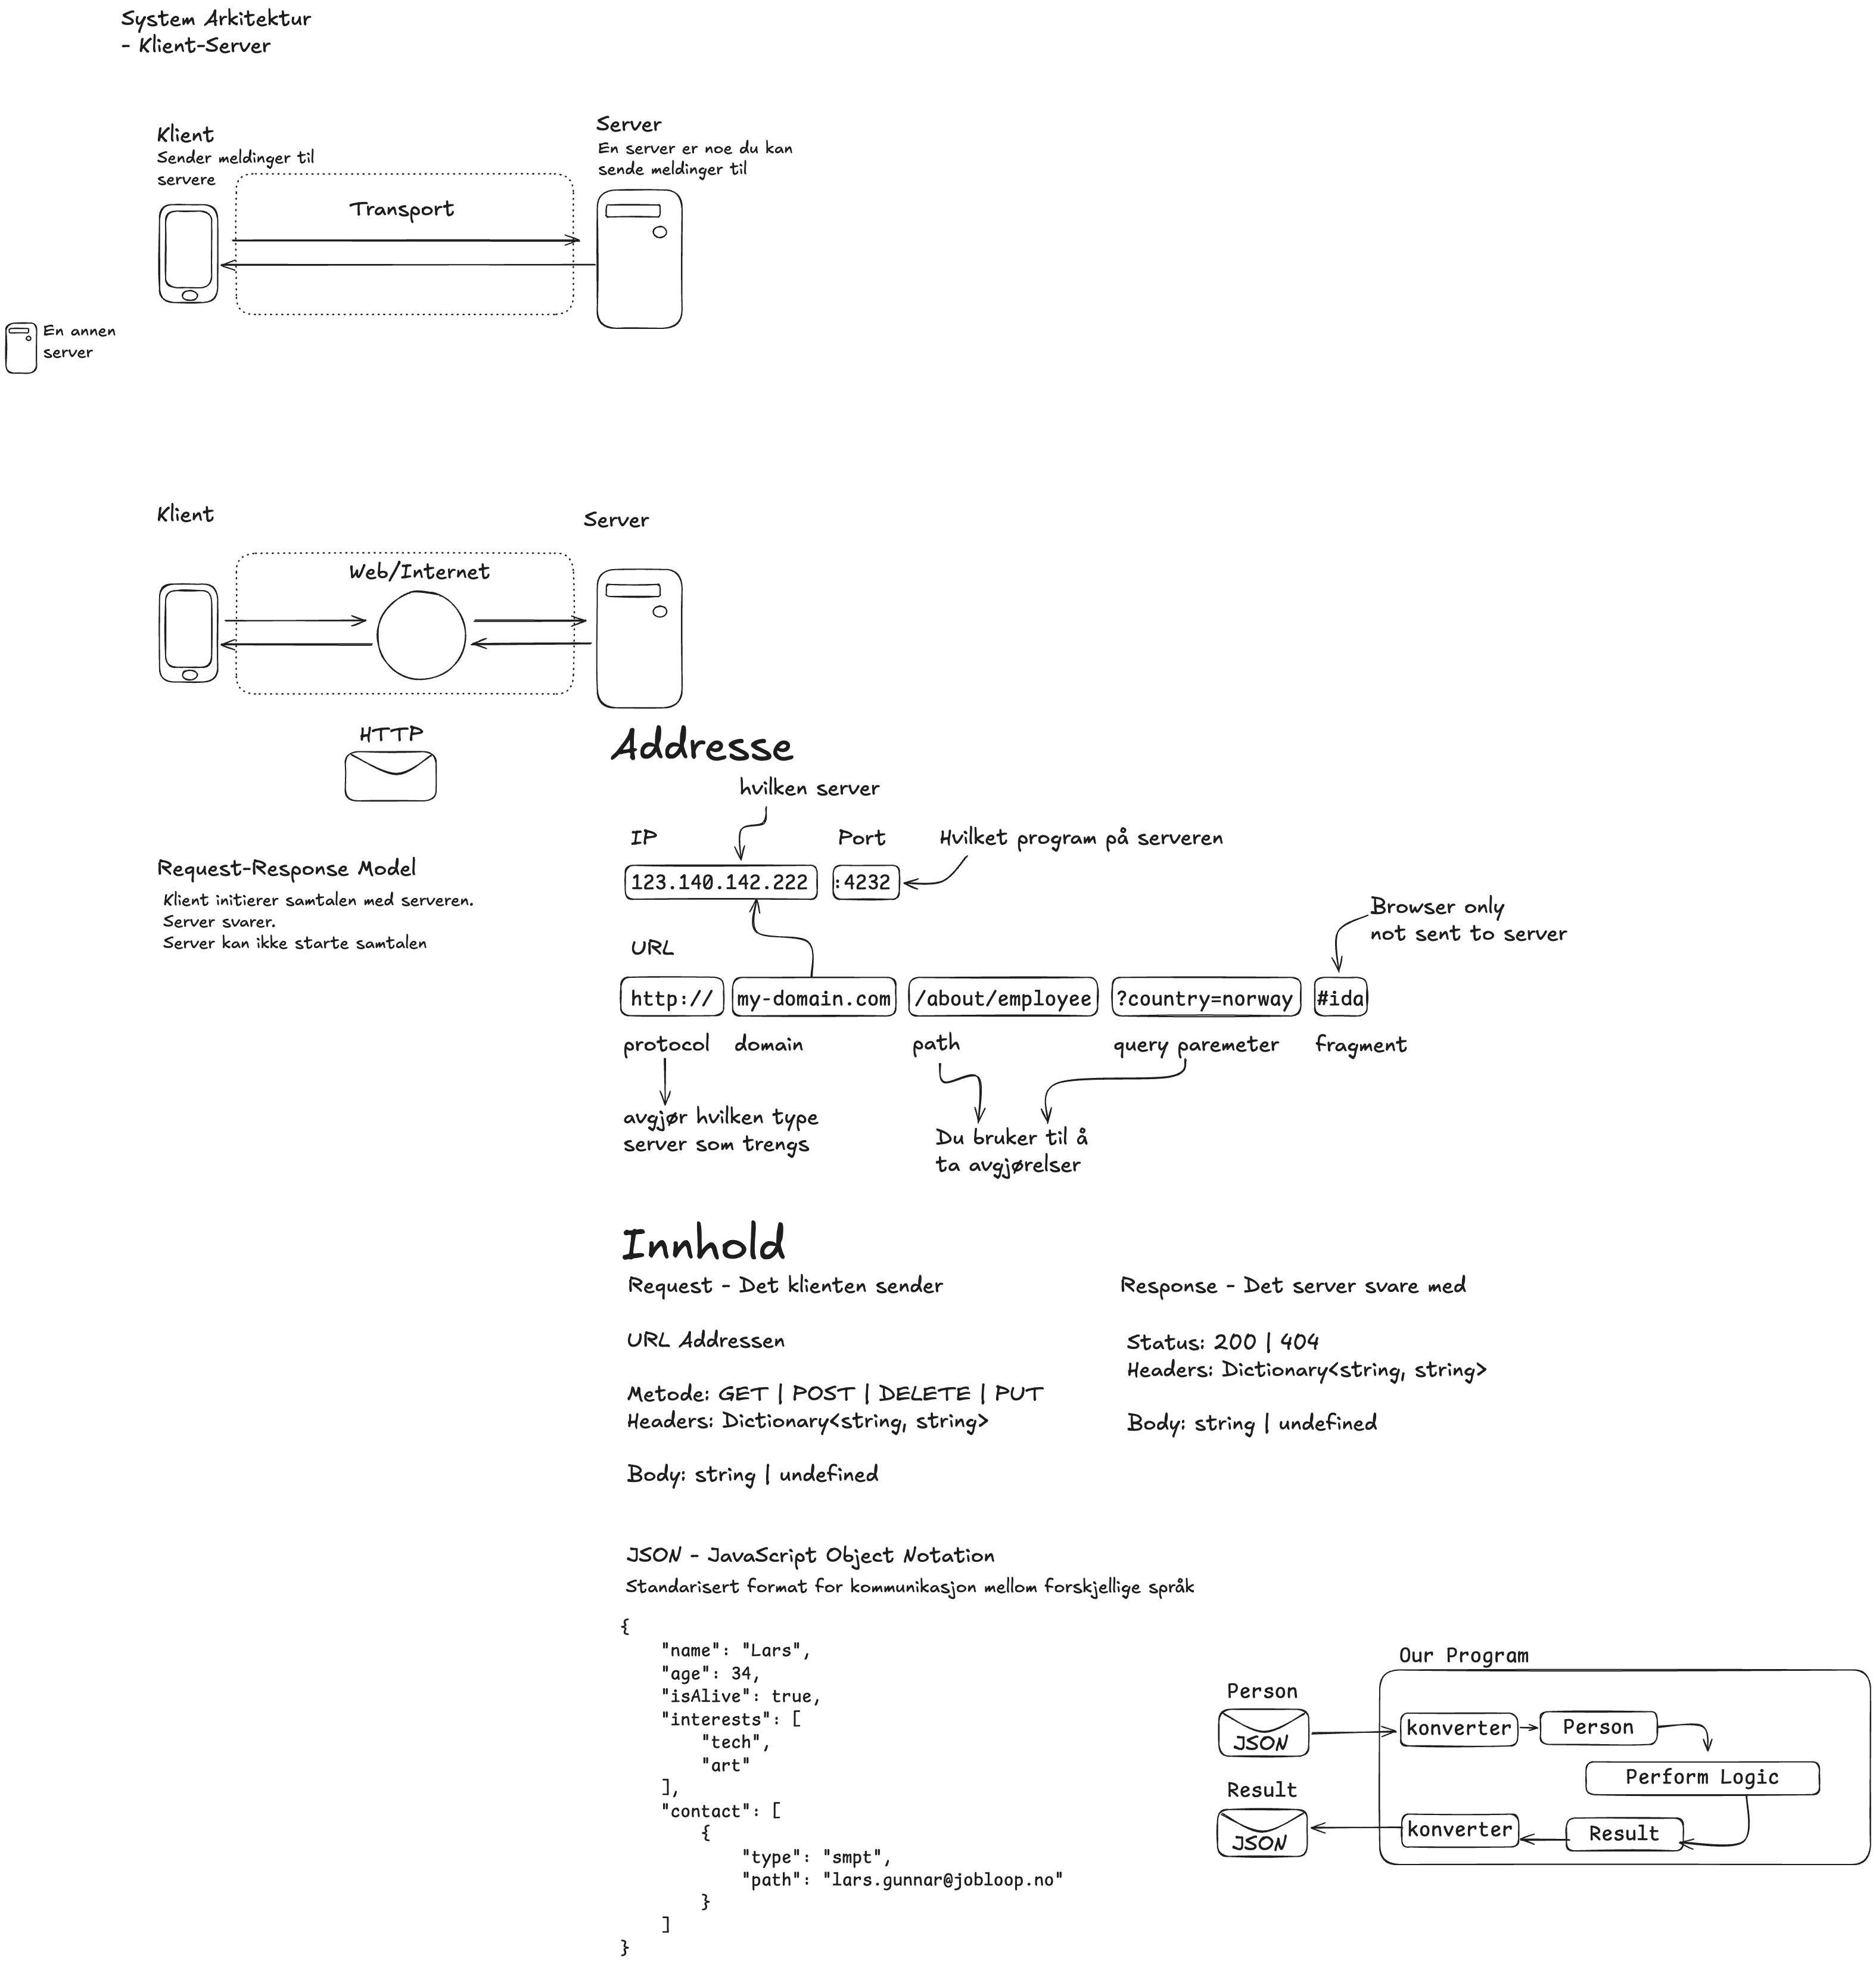 System Arkitektur
- Klient-Server
Klient
Sender meldinger til
servere
Server
En server er noe du kan
sende meldinger til
Transport
En annen
server
Klient
Server
Web/Internet
HTTP
Request-Response Model
Klient initierer samtalen med serveren.
Server svarer.
Server kan ikke starte samtalen
Addresse
hvilken server
IP
Port
Hvilket program på serveren
123.140.142.222
:4232
Browser only
not sent to server
URL
http://
my-domain.com
/about/employee
?country=norway
#ida
protocol
domain
path
query paremeter
fragment
avgjør hvilken type
server som trengs
Du bruker til å
ta avgjørelser
Innhold
Request - Det klienten sender
URL Addressen
Metode: GET | POST | DELETE | PUT
Headers: Dictionary<string, string>
Body: string | undefined
Response - Det server svare med
Status: 200 | 404
Headers: Dictionary<string, string>
Body: string | undefined
JSON - JavaScript Object Notation
Standarisert format for kommunikasjon mellom forskjellige språk
{
"name": "Lars",
"age": 34,
"isAlive": true,
"interests": [
"tech",
"art"
],
"contact": [
{
"type": "smpt",
"path": "lars.gunnar@jobloop.no"
}
]
}
Our Program
Person
JSON
konverter
Person
Perform Logic
Result
JSON
konverter
Result